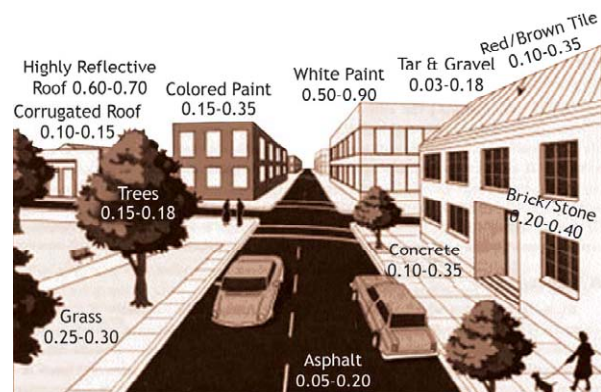 Highly Reflective
Roof 0.60-0.70
Corrugated Roof
0.10-0.15
Colored Paint
0.15-0.35
White Paint
0.50-0.90
Tar & Gravel
0.03-0.18
Red/Brown Tile
0.10-0.35
Trees
0.15-0.18
Brick/Stone
0.20-0.40
Concrete
0.10-0.35
Grass
0.25-0.30
Asphalt
0.05-0.20